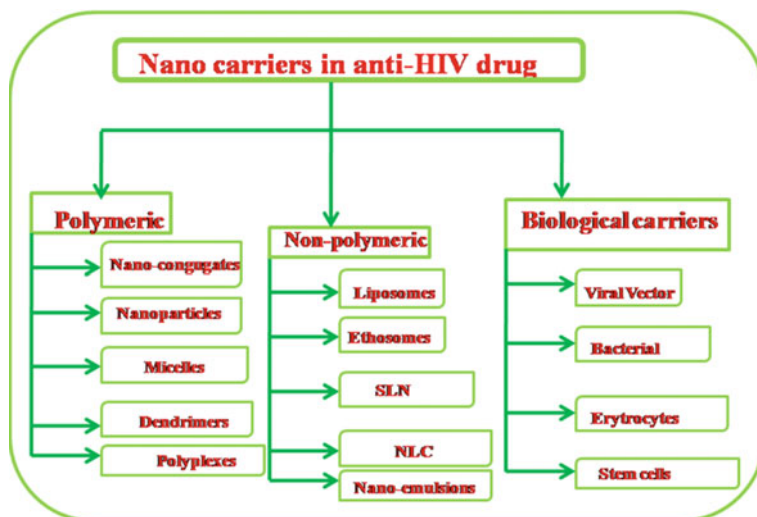 Nano carriers in anti-HIV drug
Polymeric
Nano-congugates
Nanoparticles
Micelles
Dendrimers
Polyplexes
Non-polymeric
Liposomes
Ethosomes
SLN
NLC
Nano-emulsions
Biological carriers
Viral Vector
Bacterial
Erytrocytes
Stem cells